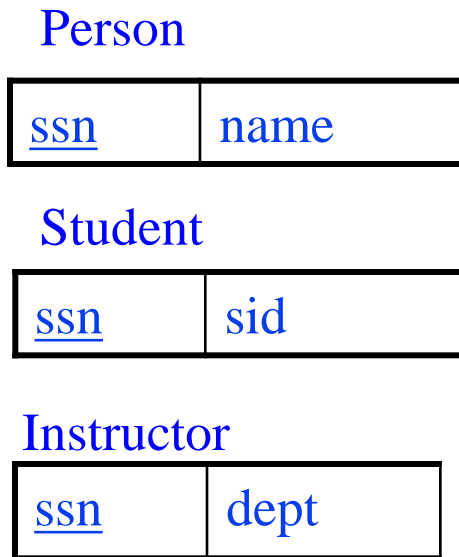 Person
ssn name
Student
ssn sid
Instructor
ssn dept